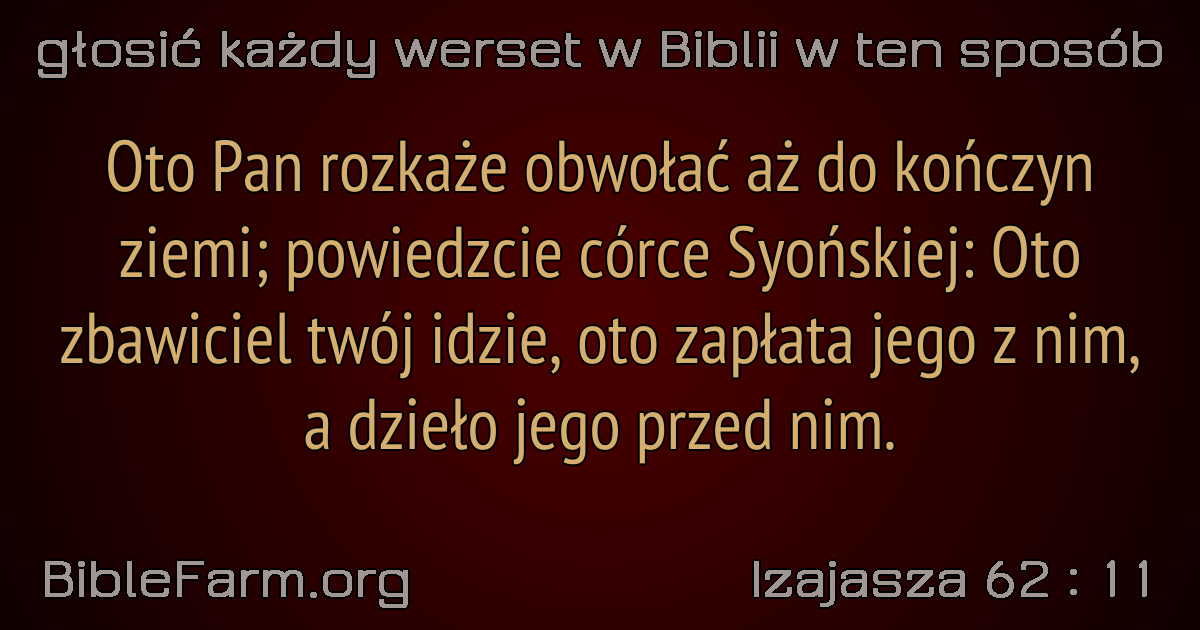 głosić każdy werset w Biblii w ten sposób
Oto Pan rozkaże obwołać aż do kończyn
ziemi; powiedzcie córce Syońskiej: Oto
zbawiciel twój idzie, oto zapłata jego z nim,
a dzieło jego przed nim.
BibleFarm.org
Izajasza 62 : 11